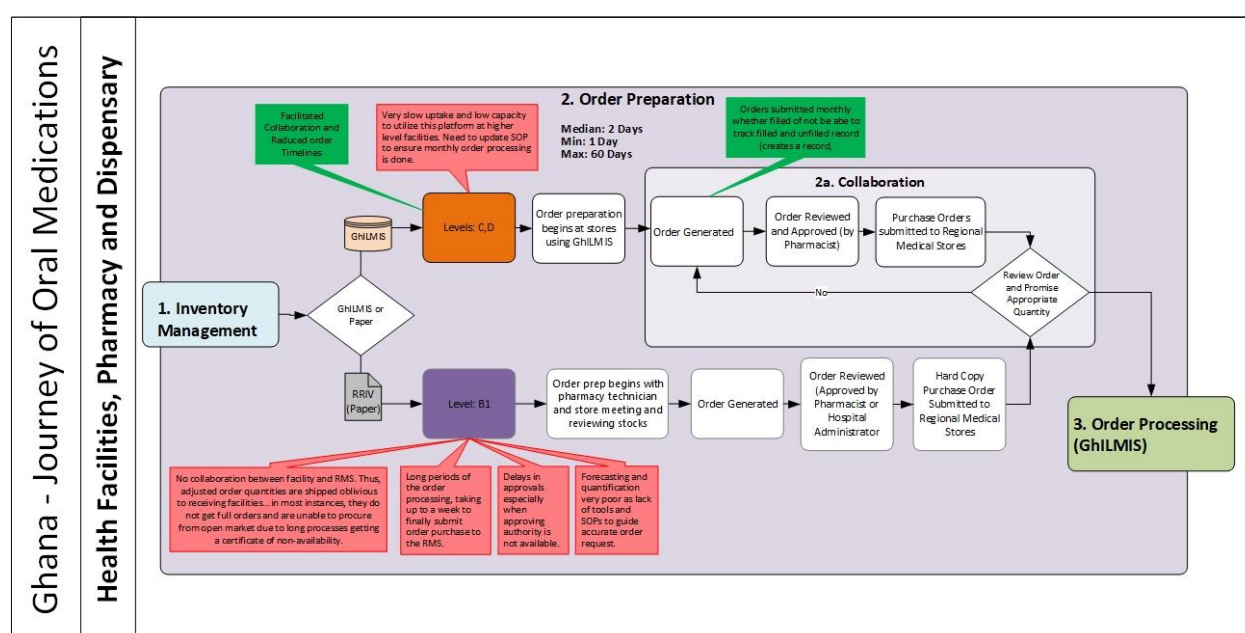 Ghana - Journey of Oral Medications
Health Facilities, Pharmacy and Dispensary
2. Order Preparation
Median: 2 Days
Min: 1 Day
Max: 60 Days
Facilitated
Collaboration and
Reduced order
Timelines
Very slow uptake and low capacity
to utilize this platform at higher
level facilities. Need to update SOP
to ensure monthly order processing
is done.
Orders submitted monthly
whether filled of not be abe to
track filled and unfilled record
(creates a record,
2a. Collaboration
GhILMIS
Levels: C,D
Order preparation
begins at stores
using GhILMIS
Order Generated
Order Reviewed
and Approved (by
Pharmacist)
Purchase Orders
submitted to Regional
Medical Stores
Review Order
and Promise
Appropriate
Quantity
No
1. Inventory
Management
GhILMIS or
Paper
RRIV
(Paper)
Level: B1
Order prep begins with
pharmacy technician
and store meeting and
reviewing stocks
Order Generated
Order Reviewed
(Approved by
Pharmacist or
Hospital
Administrator
Hard Copy
Purchase Order
Submitted to
Regional Medical
Stores
3. Order Processing
(GhILMIS)
No collaboration between facility and RMS. Thus,
adjusted order quantities are shipped oblivious
to receiving facilities... in most instances, they do
not get full orders and are unable to procure
from open market due to long processes getting
a certificate of non-availability.
Long periods of
the order
processing, taking
up to a week to
finally submit
order purchase to
the RMS.
Delays in
approvals
especially
when
approving
authority is
not available.
Forecasting and
quantification
very poor as lack
of tools and
SOPs to guide
accurate order
request.